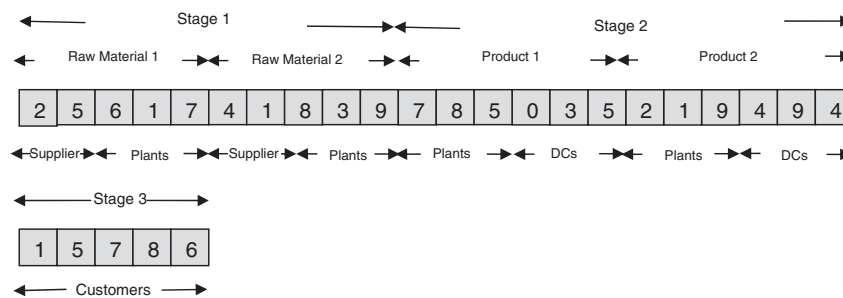 Stage 1 Stage 2
Raw Material 1 Raw Material 2 Product 1 Product 2
2 5 6 1 7 4 1 8 3 9 7 8 5 0 3 5 2 1 9 4 9 4
Supplier Plants Supplier Plants Plants DCs Plants DCs
Stage 3
1 5 7 8 6
Customers